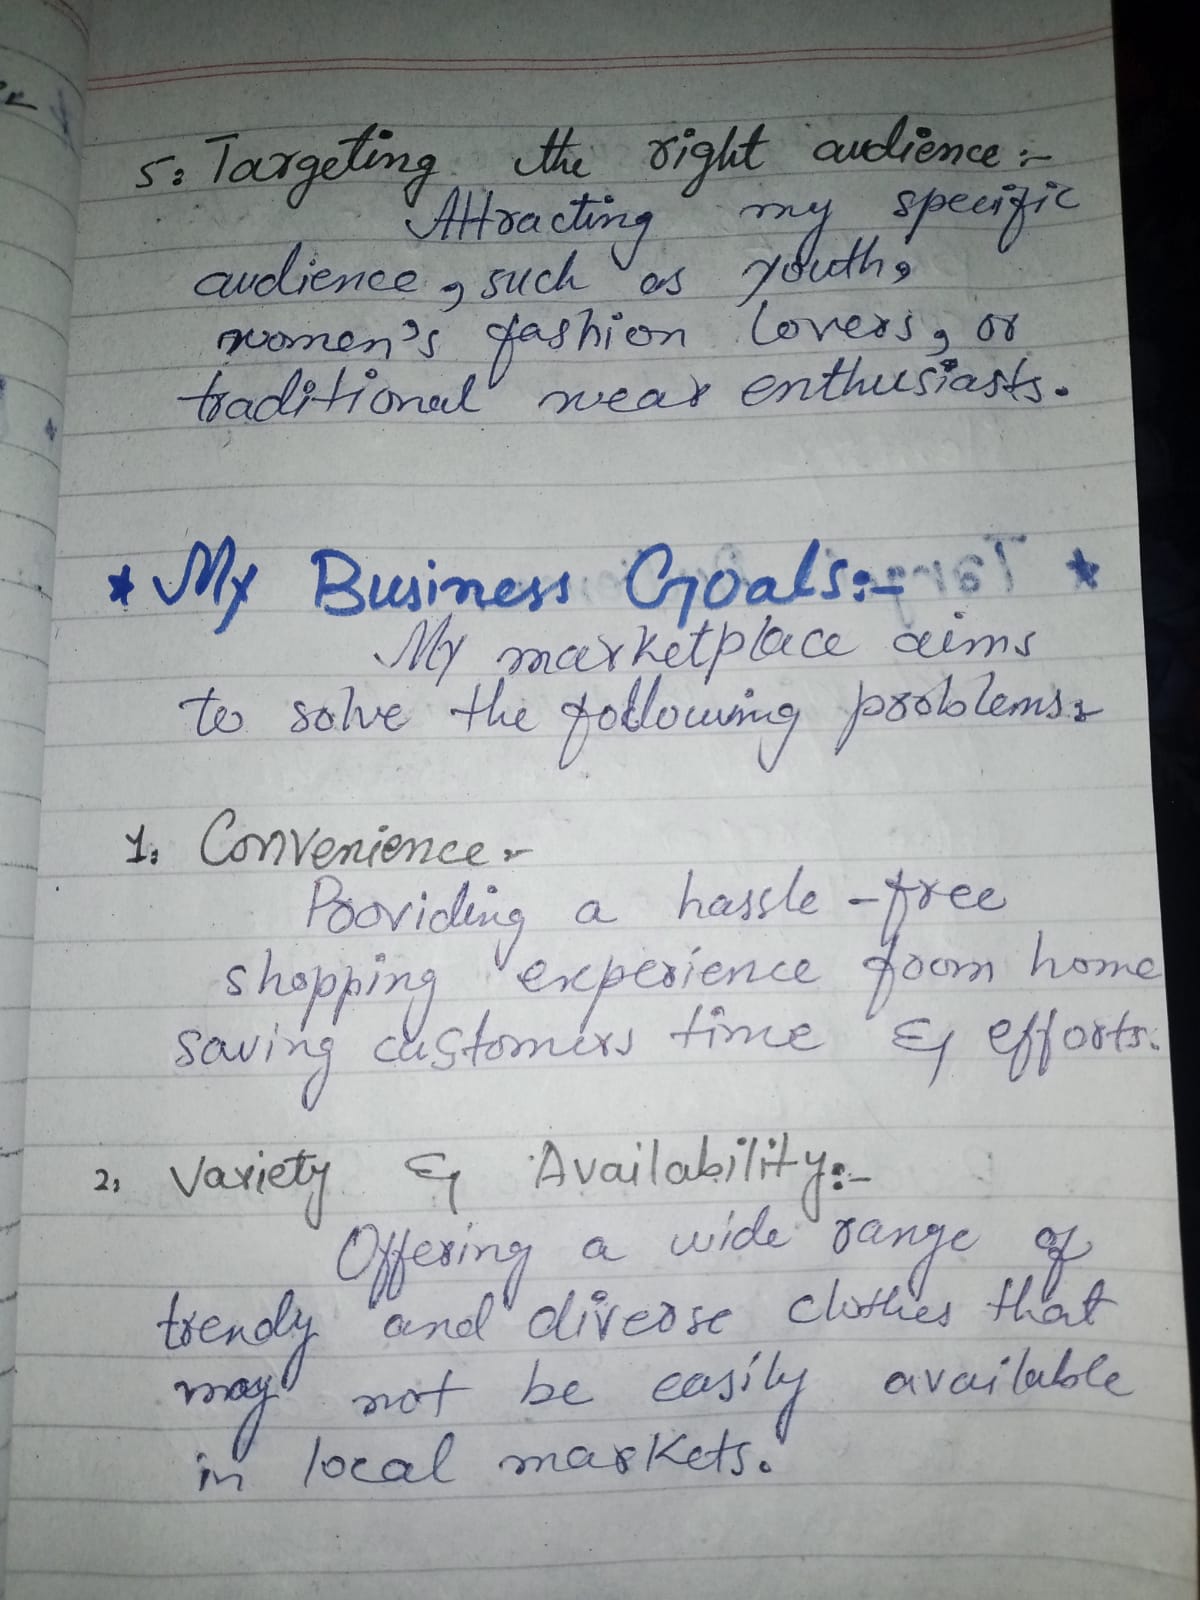 5: Targeting the right audience:-
Attracting my specific
audience, such as youth,
women's fashion lovers, or
traditional wear enthusiasts.
* My Business Goals:- *
My marketplace aims
to solve the following problems:
1: Convenience:-
Providing a hassle-free
shopping experience from home
saving customers time & efforts.
2: Variety & Availability:-
Offering a wide range of
trendy and diverse clothes that
may not be easily available
in local markets.